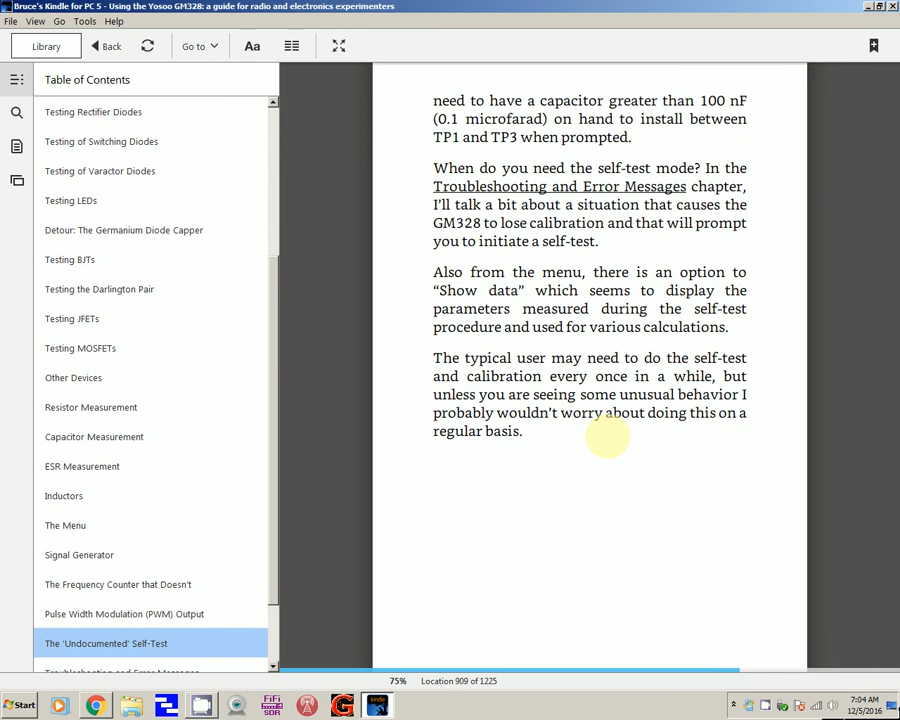 Bruce's Kindle for PC 5 - Using the Yosoo GM328: a guide for radio and electronics experimenters
File View Go Tools Help
Library Back Go to Aa
Table of Contents
Testing Rectifier Diodes
Testing of Switching Diodes
Testing of Varactor Diodes
Testing LEDs
Detour: The Germanium Diode Capper
Testing BJTs
Testing the Darlington Pair
Testing JFETs
Testing MOSFETs
Other Devices
Resistor Measurement
Capacitor Measurement
ESR Measurement
Inductors
The Menu
Signal Generator
The Frequency Counter that Doesn't
Pulse Width Modulation (PWM) Output
The ‘Undocumented’ Self-Test
Troubleshooting and Error Messages
need to have a capacitor greater than 100 nF
(0.1 microfarad) on hand to install between
TP1 and TP3 when prompted.
When do you need the self-test mode? In the
Troubleshooting and Error Messages chapter,
I’ll talk a bit about a situation that causes the
GM328 to lose calibration and that will prompt
you to initiate a self-test.
Also from the menu, there is an option to
“Show data” which seems to display the
parameters measured during the self-test
procedure and used for various calculations.
The typical user may need to do the self-test
and calibration every once in a while, but
unless you are seeing some unusual behavior I
probably wouldn’t worry about doing this on a
regular basis.
75% Location 909 of 1225
Start
FiFi
SDR
kindle
7:04 AM
12/5/2016